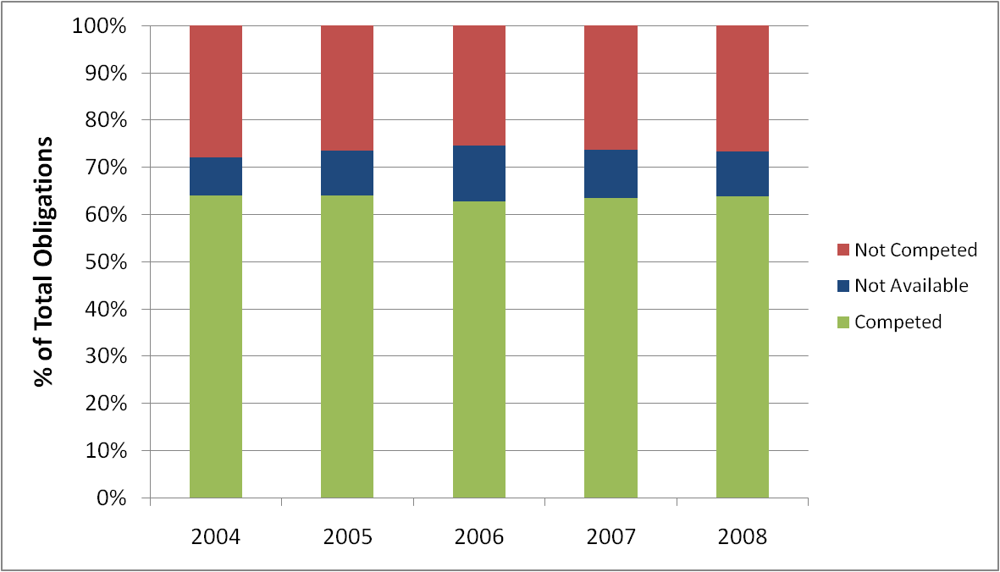 % of Total Obligations
100%
90%
80%
70%
60%
50%
40%
30%
20%
10%
0%
2004 2005 2006 2007 2008
Not Competed
Not Available
Competed